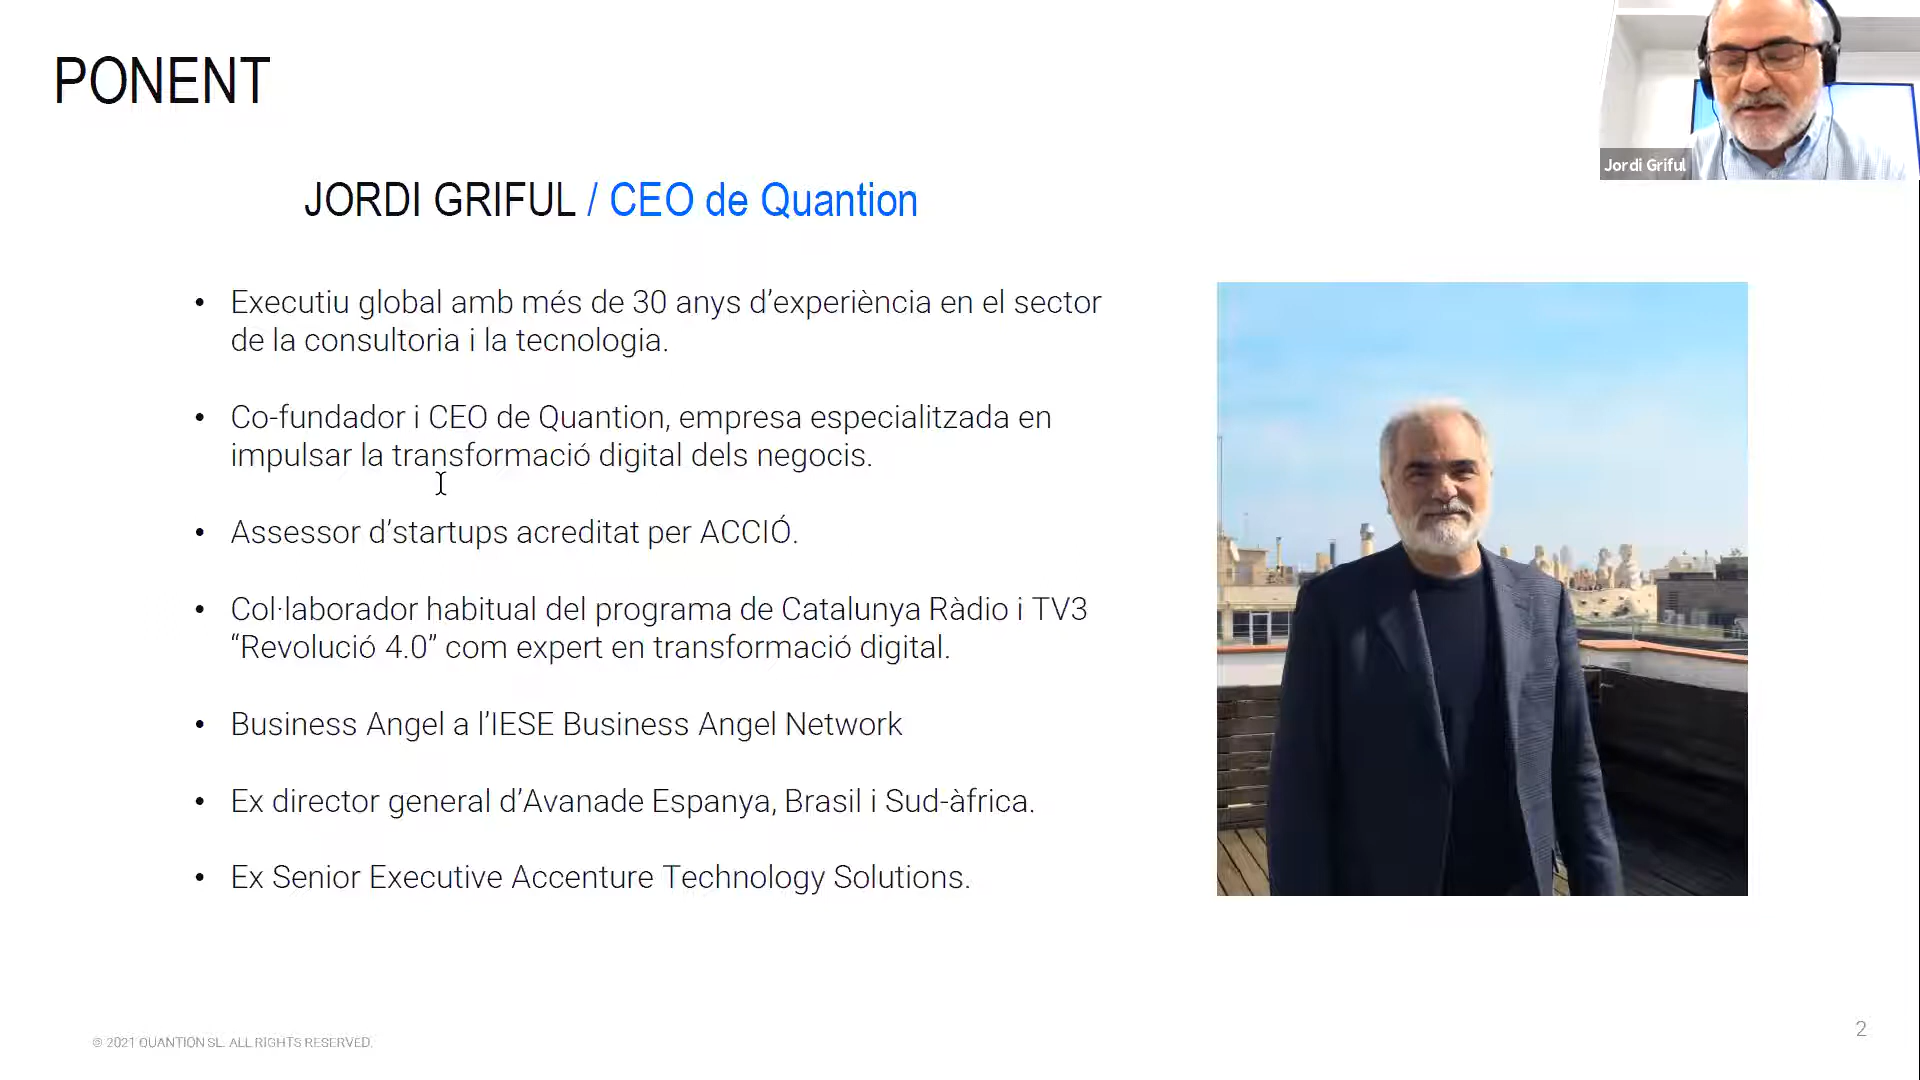 PONENT
Jordi Griful
JORDI GRIFUL / CEO de Quantion
• Executiu global amb més de 30 anys d’experiència en el sector
de la consultoria i la tecnologia.
• Co-fundador i CEO de Quantion, empresa especialitzada en
impulsar la transformació digital dels negocis.
• Assessor d’startups acreditat per ACCIÓ.
• Col·laborador habitual del programa de Catalunya Ràdio i TV3
“Revolució 4.0” com expert en transformació digital.
• Business Angel a l’IESE Business Angel Network
• Ex director general d’Avanade Espanya, Brasil i Sud-àfrica.
• Ex Senior Executive Accenture Technology Solutions.
© 2021 QUANTION SL. ALL RIGHTS RESERVED.
2